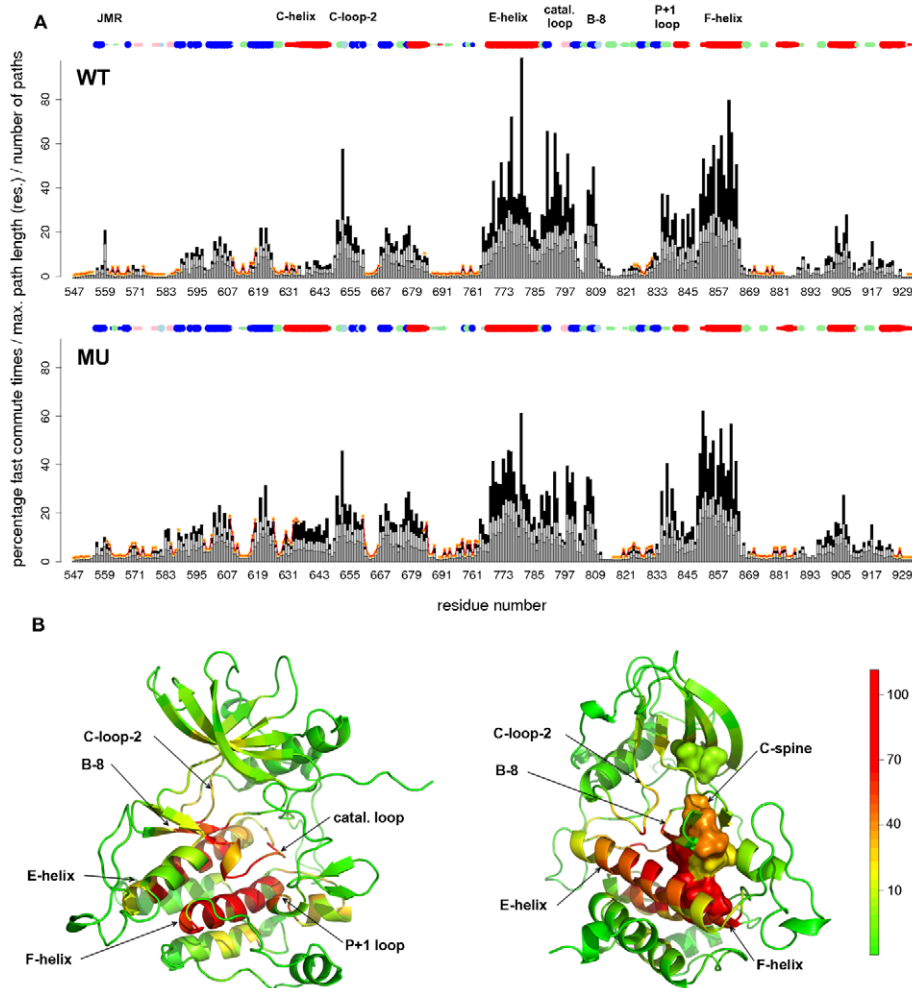 A
JMR C-helix C-loop-2 E-helix catal. loop B-8 P+1 loop F-helix
percentage fast commute times / max. path length (res.) / number of paths
WT
80
60
40
20
0
547 559 571 583 595 607 619 631 643 655 667 679 691 761 773 785 797 809 821 833 845 857 869 881 893 905 917 929
MU
80
60
40
20
0
547 559 571 583 595 607 619 631 643 655 667 679 691 761 773 785 797 809 821 833 845 857 869 881 893 905 917 929
residue number
B
C-loop-2
B-8
catal. loop
E-helix
F-helix
P+1 loop
C-loop-2
B-8
C-spine
E-helix
F-helix
100
70
50
30
10